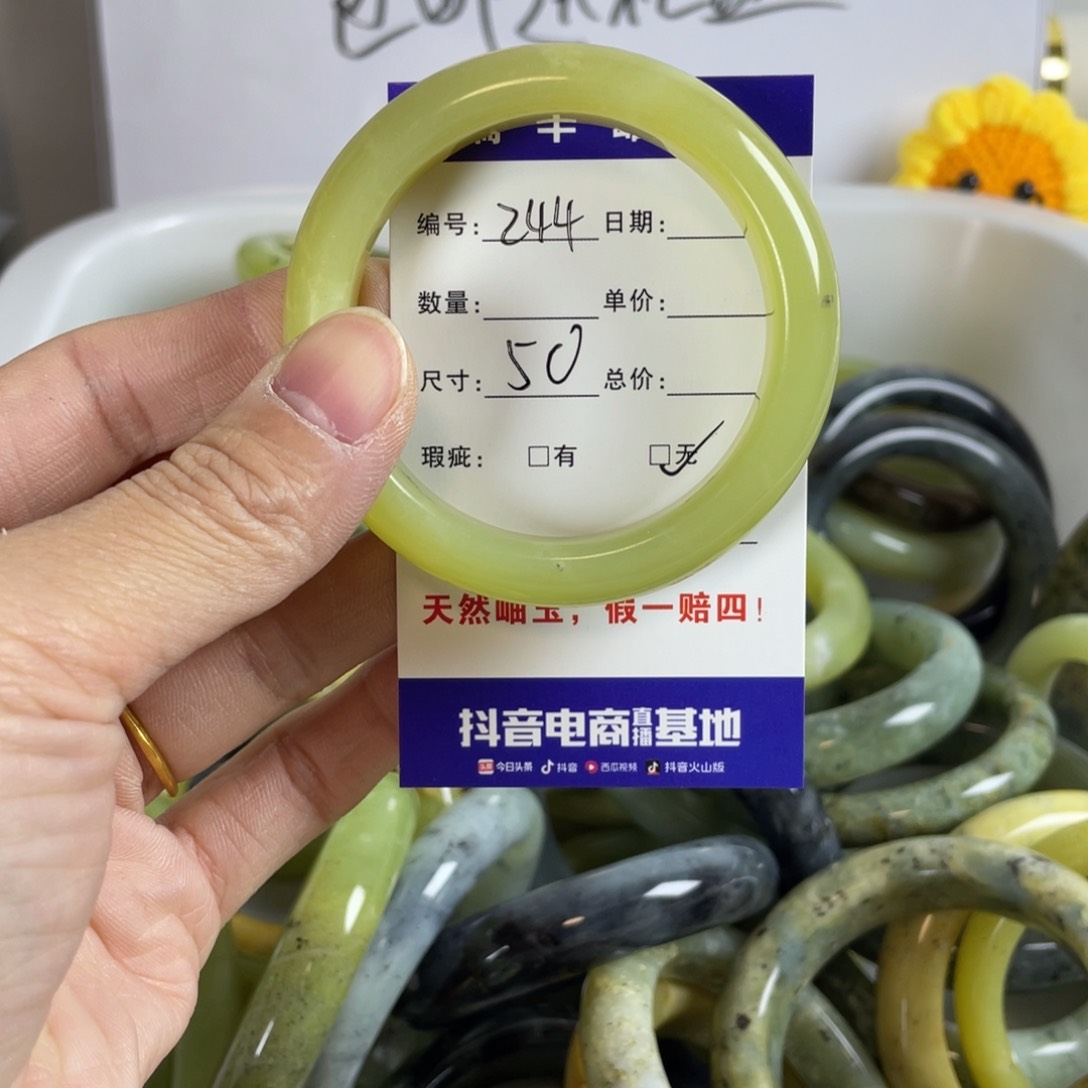 编号: 244 日期:
数量: 单价:
尺寸: 50 总价:
瑕疵: □有 □无
天然岫玉，假一赔四!
抖音电商直播基地
今日头条 抖音 西瓜视频 抖音火山版